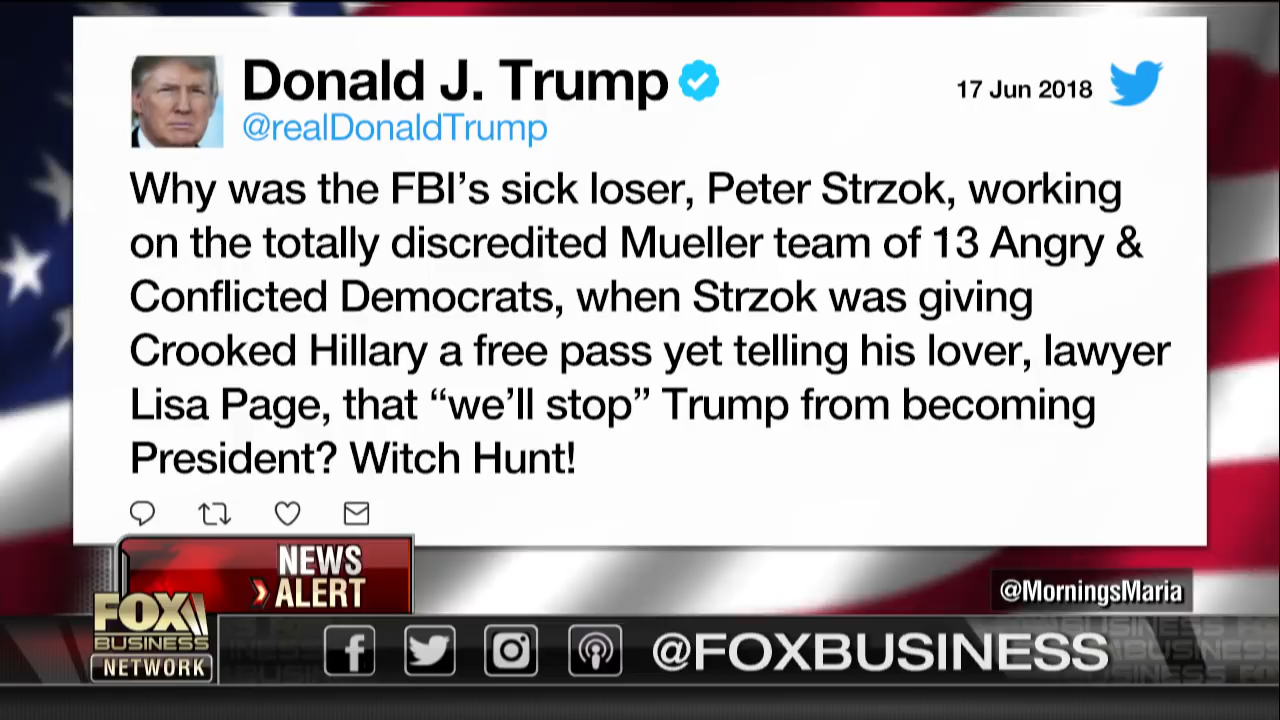 Donald J. Trump
17 Jun 2018
@realDonaldTrump
Why was the FBI’s sick loser, Peter Strzok, working
on the totally discredited Mueller team of 13 Angry &
Conflicted Democrats, when Strzok was giving
Crooked Hillary a free pass yet telling his lover, lawyer
Lisa Page, that “we’ll stop” Trump from becoming
President? Witch Hunt!
NEWS
ALERT
@MorningsMaria
FOX
BUSINESS
NETWORK
@FOXBUSINESS